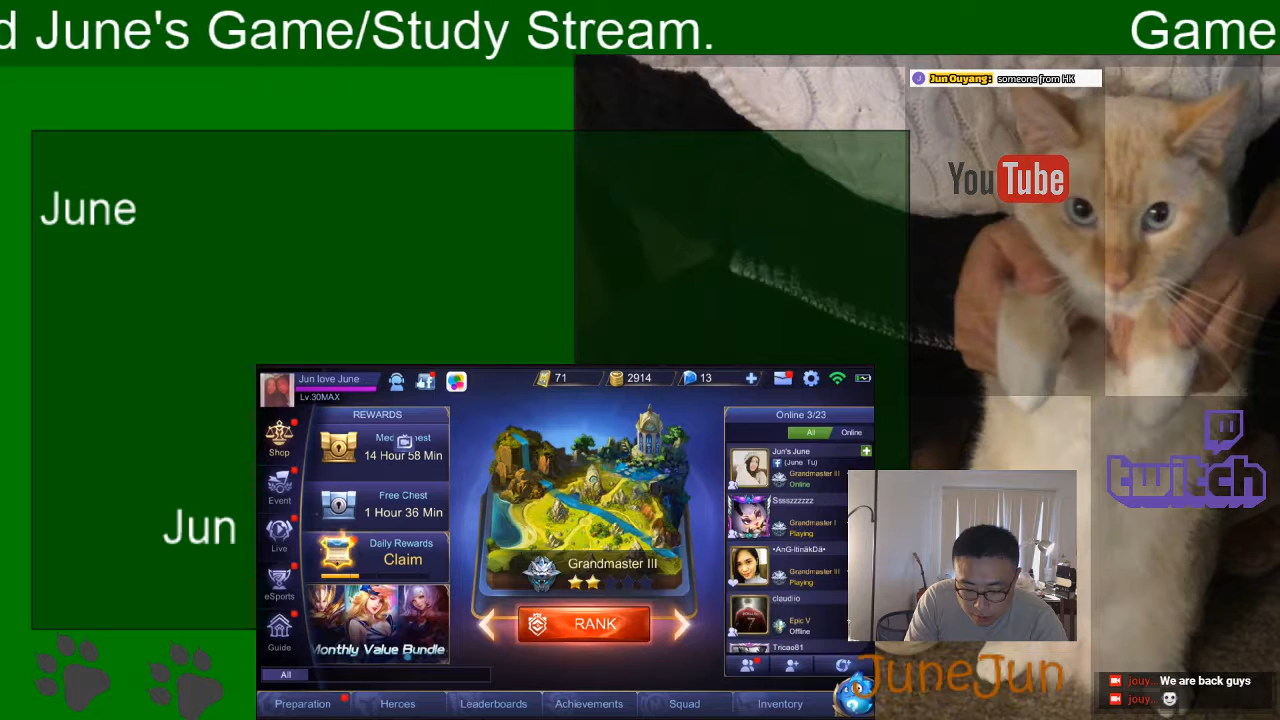 d June's Game/Study Stream.
Game
Jun Ouyang: someone from HK
YouTube
June
Jun
Jun love June
Lv.30MAX
71
2914
13
REWARDS
14 Hour 58 Min
Free Chest
1 Hour 36 Min
Daily Rewards
Claim
Monthly Value Bundle
Shop
Event
Live
eSports
Guide
All
Grandmaster III
RANK
Online 3/23
All
Online
Jun's June
(June Tu)
Grandmaster III
Online
Sssszzzzzz
Grandmaster I
Playing
Grandmaster III
Playing
claudiio
Epic V
Offline
Tricao81
Preparation
Heroes
Leaderboards
Achievements
Squad
Inventory
JuneJun
twitch
jouy... We are back guys
jouy...